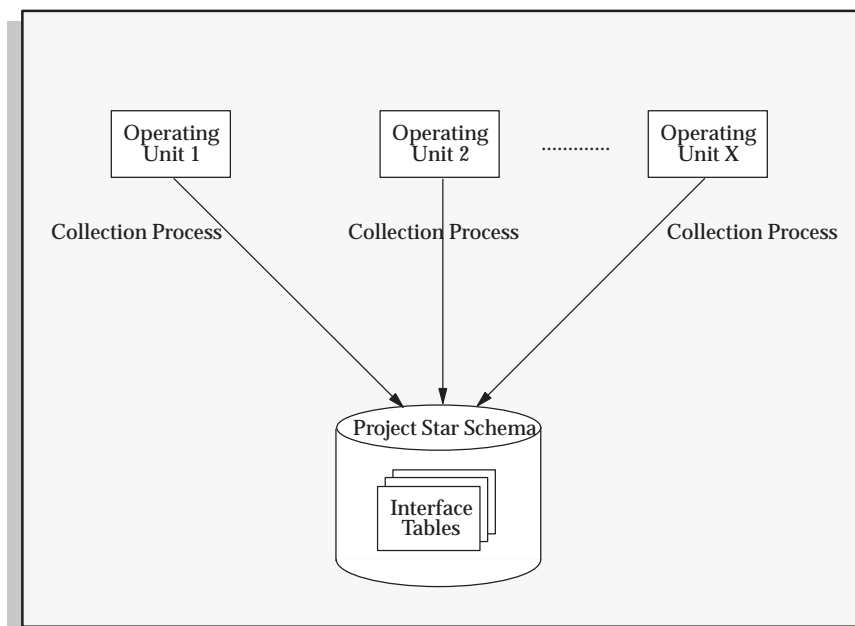 Operating
Unit 1
Operating
Unit 2
.............
Operating
Unit X
Collection Process
Collection Process
Collection Process
Project Star Schema
Interface
Tables